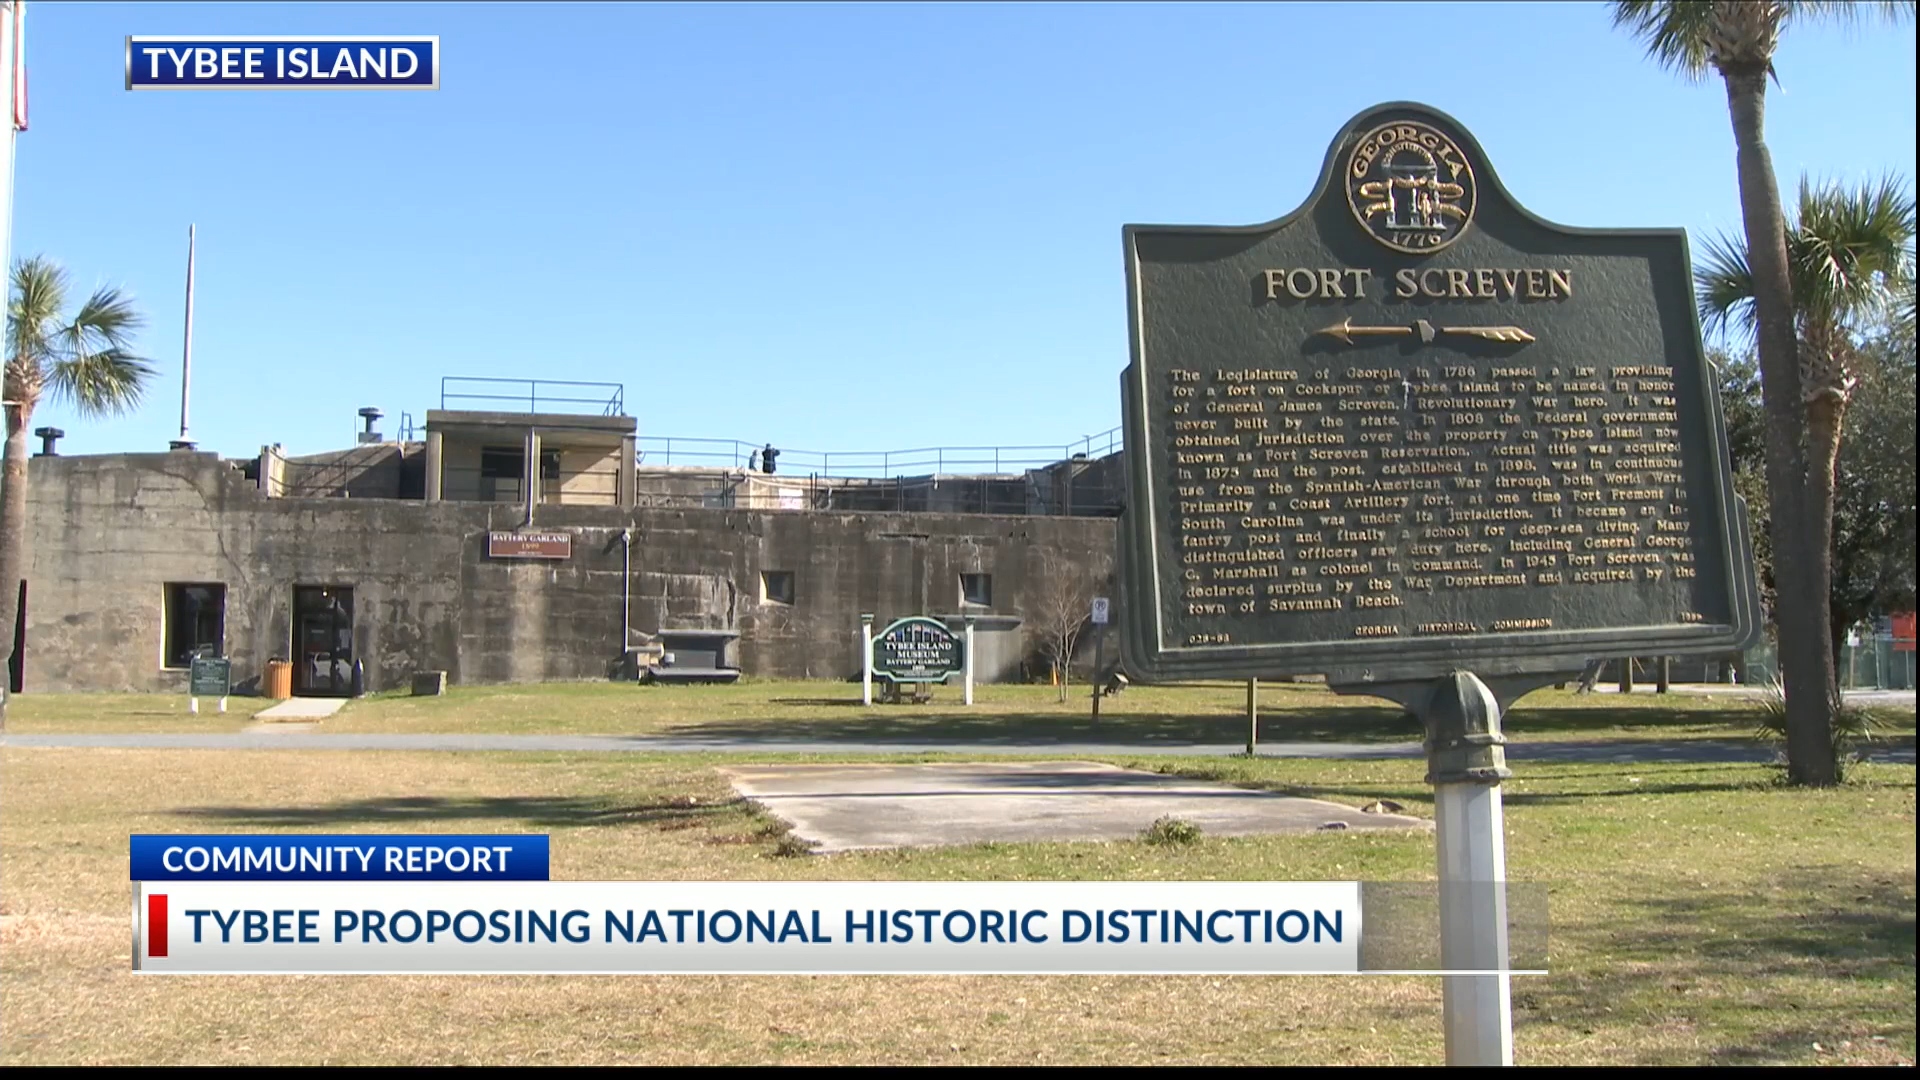 TYBEE ISLAND
GEORGIA
CONSTITUTION
1776
FORT SCREVEN
The Legislature of Georgia in 1786 passed a law providing
for a fort on Cockspur or Tybee Island to be named in honor
of General James Screven, Revolutionary War hero. It was
never built by the state. In 1808 the Federal government
obtained jurisdiction over the property on Tybee Island now
known as Fort Screven Reservation. Actual title was acquired
in 1875 and the post, established in 1898, was in continuous
use from the Spanish-American War through both World Wars.
Primarily a Coast Artillery fort, at one time Fort Fremont in
South Carolina was under its jurisdiction. It became an in-
fantry post and finally a school for deep-sea diving. Many
distinguished officers saw duty here, including General George
G. Marshall as colonel in command. In 1945 Fort Screven was
declared surplus by the War Department and acquired by the
town of Savannah Beach.
GEORGIA HISTORICAL COMMISSION
BATTERY GARLAND
1899
TYBEE ISLAND
MUSEUM
BATTERY GARLAND
1899
COMMUNITY REPORT
TYBEE PROPOSING NATIONAL HISTORIC DISTINCTION